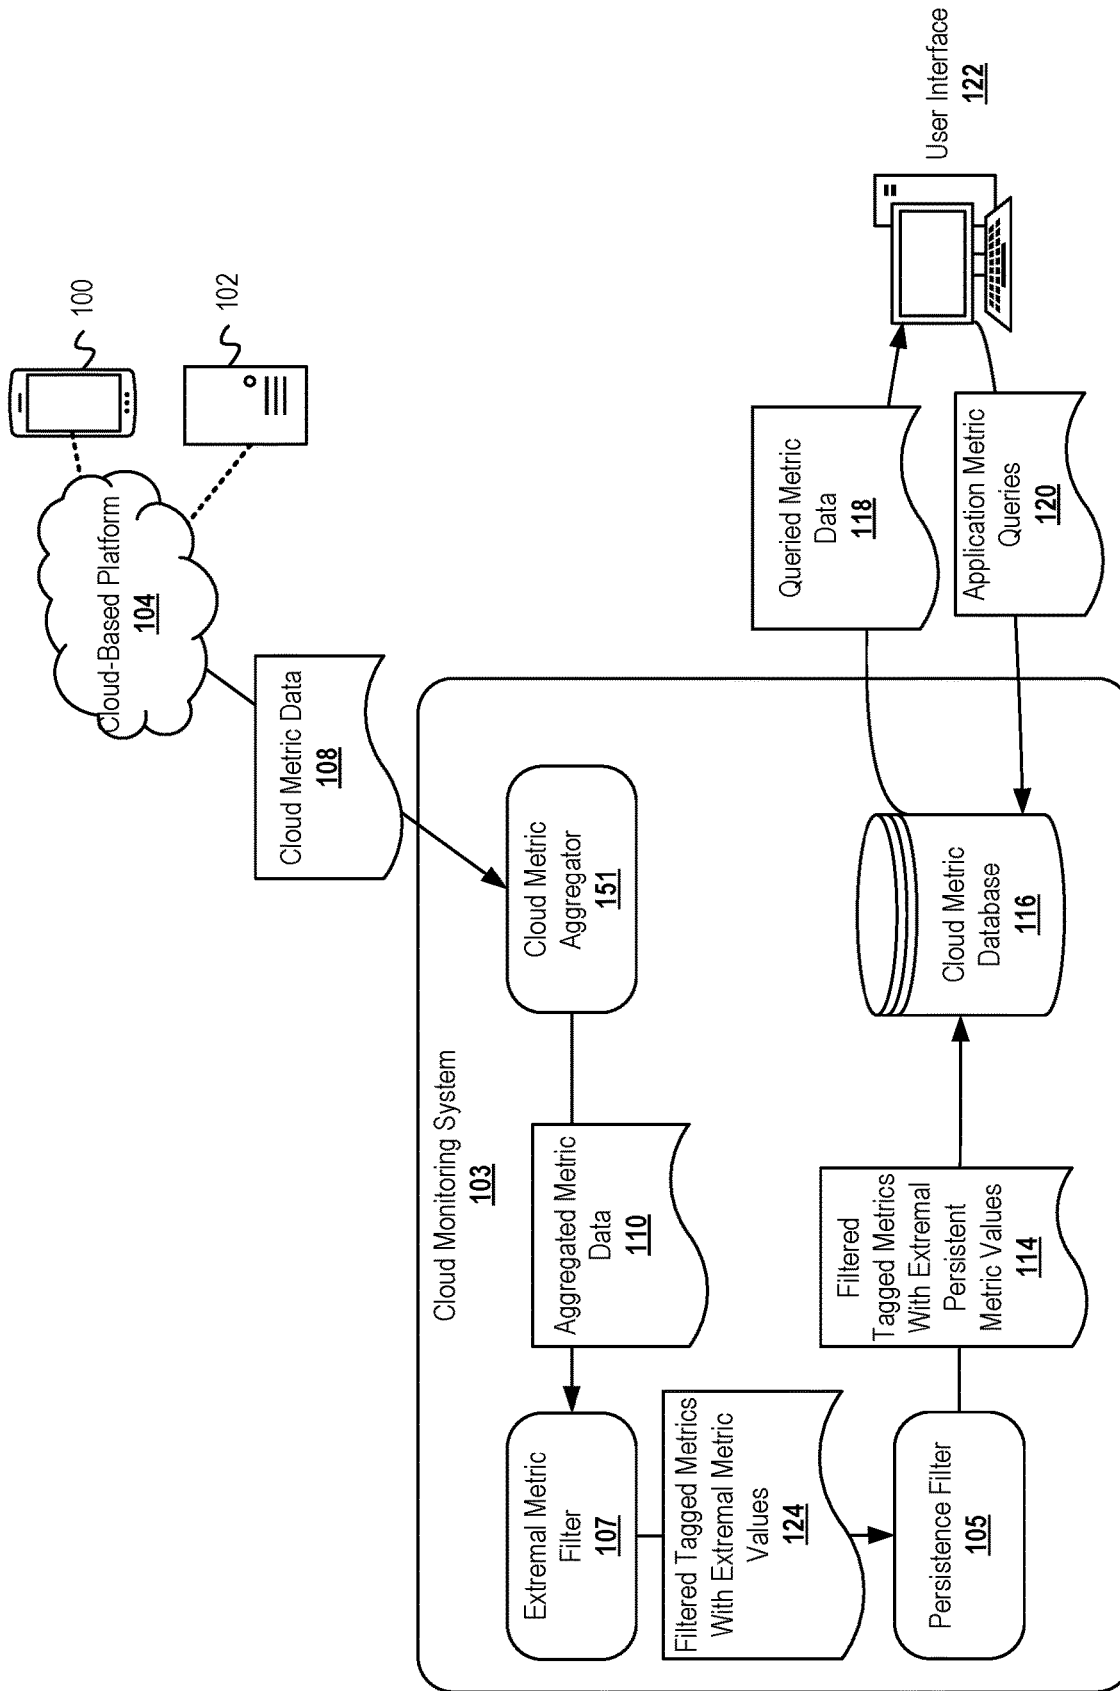 100
102
Cloud-Based Platform
104
Cloud Metric Data
108
Cloud Monitoring System
103
Cloud Metric
Aggregator
151
Aggregated Metric
Data
110
Extremal Metric
Filter
107
Filtered Tagged Metrics
With Extremal Metric
Values
124
Persistence Filter
105
Filtered
Tagged Metrics
With Extremal
Persistent
Metric Values
114
Cloud Metric
Database
116
Queried Metric
Data
118
Application Metric
Queries
120
User Interface
122